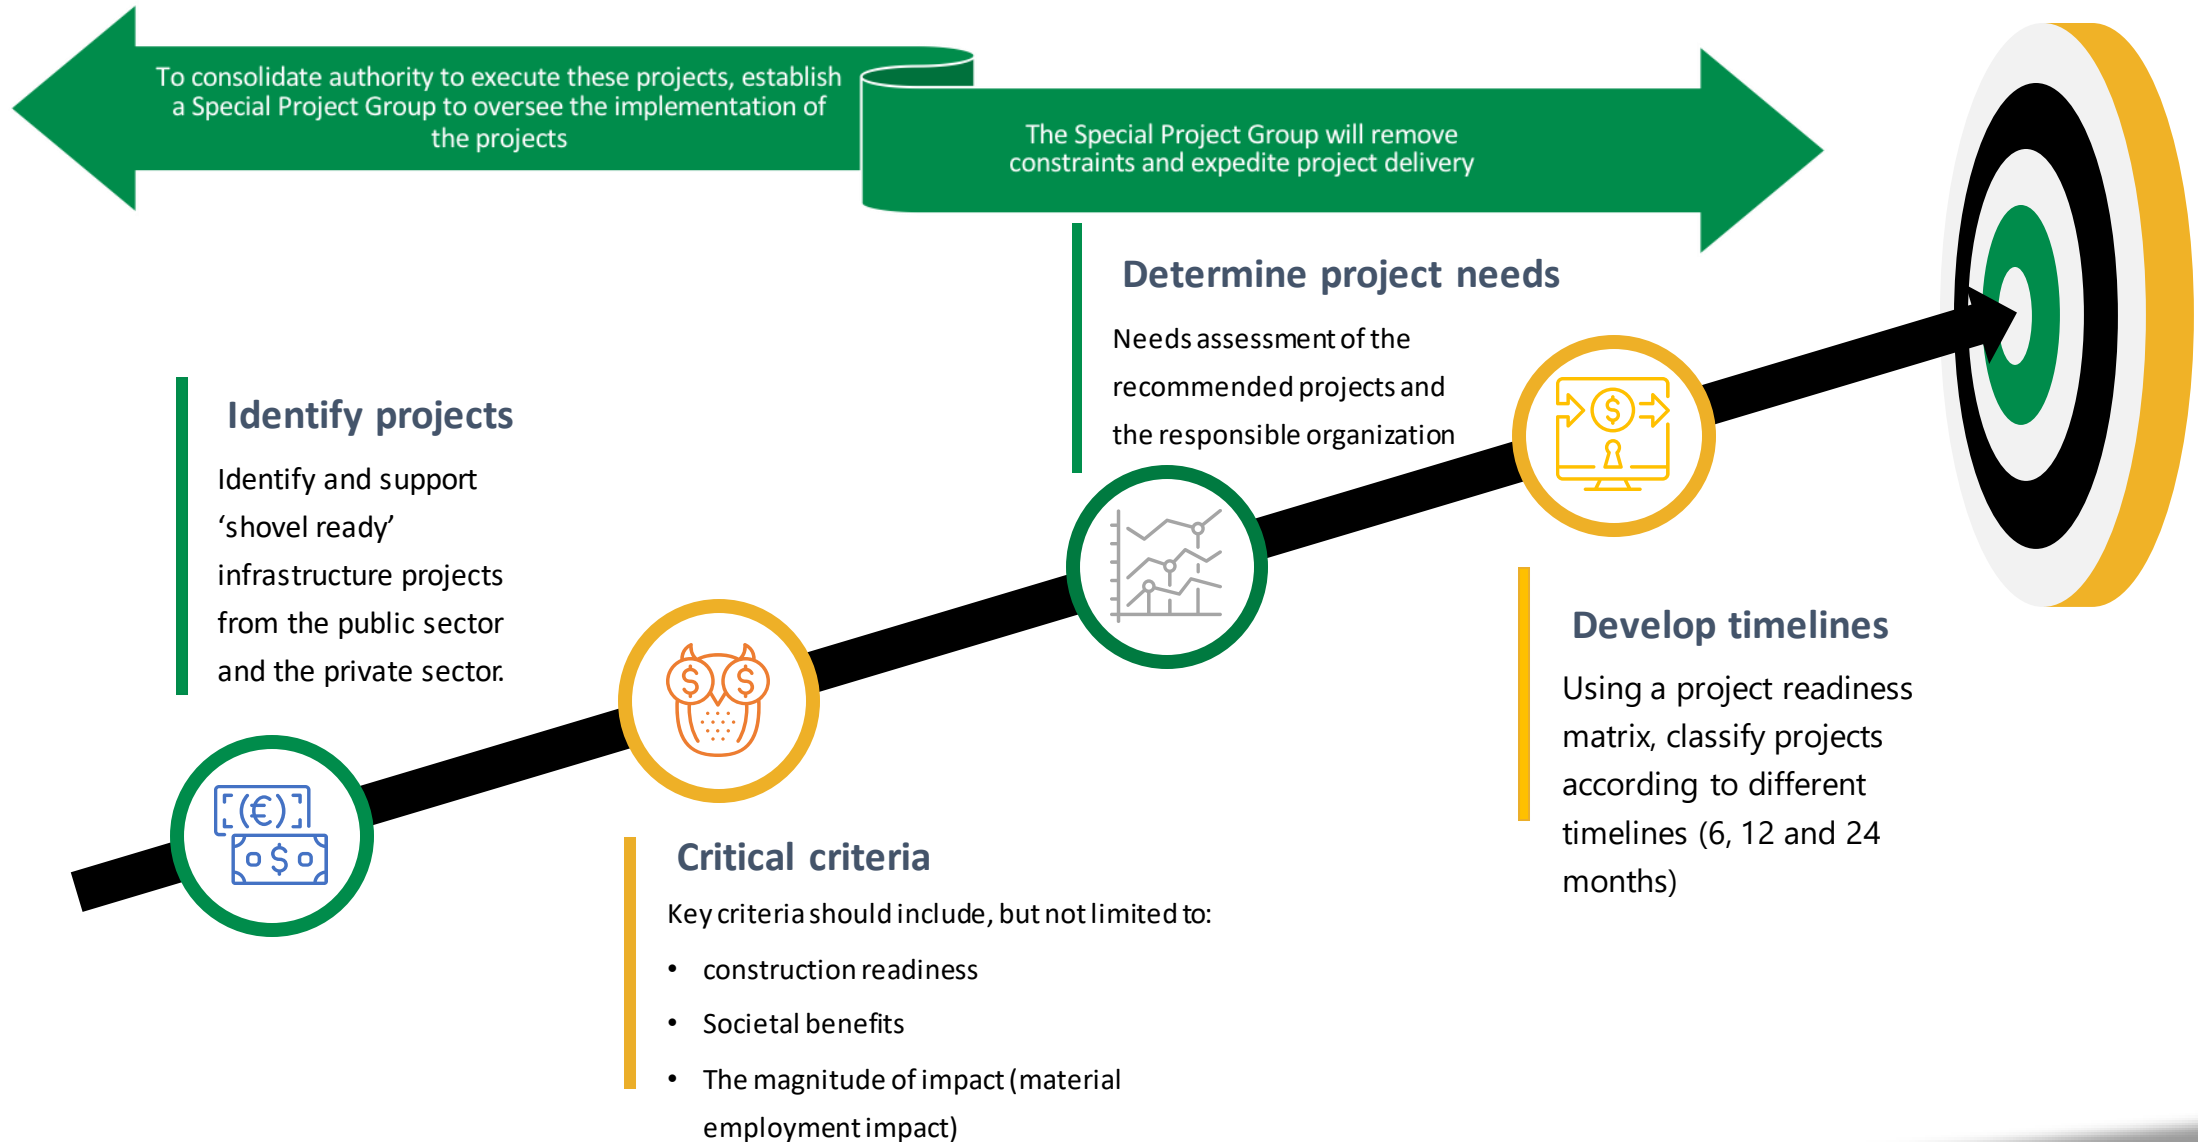 To consolidate authority to execute these projects, establish
a Special Project Group to oversee the implementation of
the projects
The Special Project Group will remove
constraints and expedite project delivery
Identify projects
Identify and support
‘shovel ready’
infrastructure projects
from the public sector
and the private sector.
(€)
$
$ $
Critical criteria
Key criteria should include, but not limited to:
• construction readiness
• Societal benefits
• The magnitude of impact (material
employment impact)
Determine project needs
Needs assessment of the
recommended projects and
the responsible organization
$
Develop timelines
Using a project readiness
matrix, classify projects
according to different
timelines (6, 12 and 24
months)